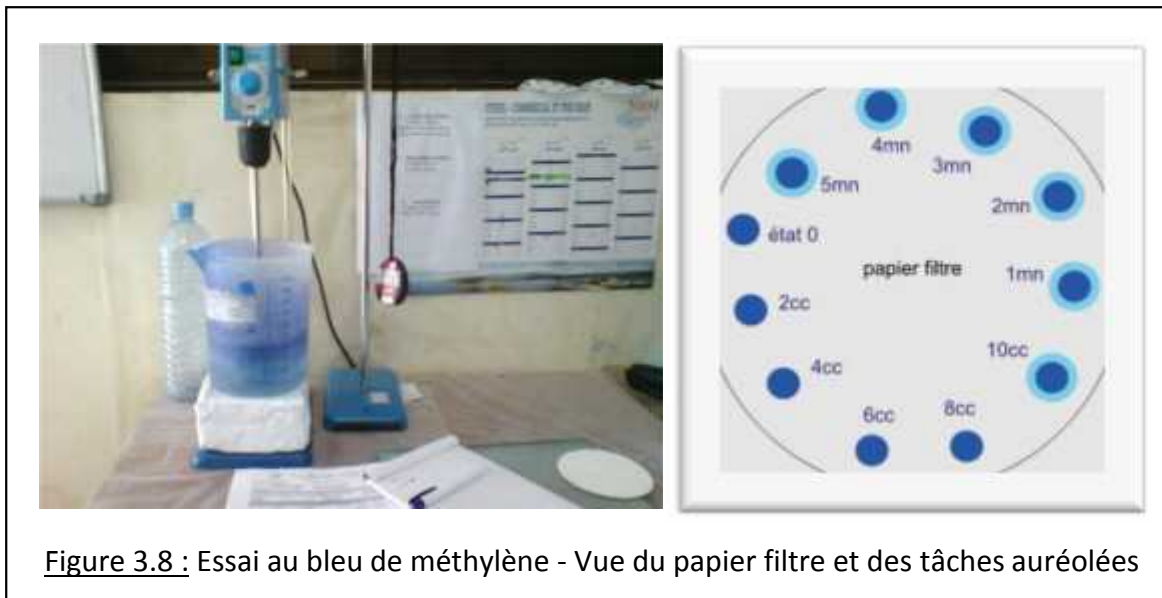 4mn
3mn
5mn
2mn
état 0
papier filtre
1mn
2cc
10cc
4cc
6cc
8cc
Figure 3.8 : Essai au bleu de méthylène - Vue du papier filtre et des tâches auréolées